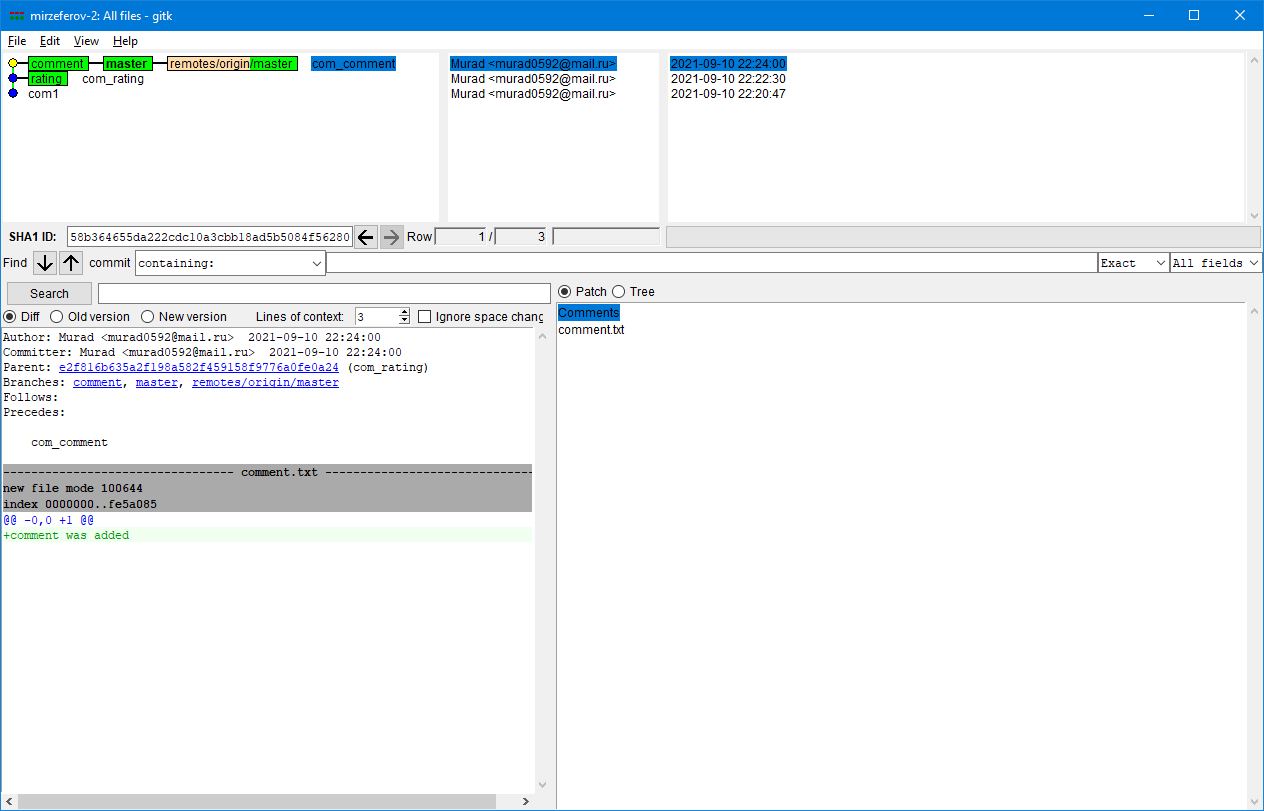 mirzeferov-2: All files - gitk
File Edit View Help
comment master remotes/origin/master com_comment Murad <murad0592@mail.ru> 2021-09-10 22:24:00
rating com_rating Murad <murad0592@mail.ru> 2021-09-10 22:22:30
com1 Murad <murad0592@mail.ru> 2021-09-10 22:20:47
SHA1 ID: 58b364655da222cdc10a3cbb18ad5b5084f56280 Row 1 / 3
Find commit containing: Exact All fields
Search Patch Tree
Diff Old version New version Lines of context: 3 Ignore space chang
Comments
comment.txt
Author: Murad <murad0592@mail.ru> 2021-09-10 22:24:00
Committer: Murad <murad0592@mail.ru> 2021-09-10 22:24:00
Parent: e2f816b635a2f198a582f459158f9776a0fe0a24 (com_rating)
Branches: comment, master, remotes/origin/master
Follows:
Precedes:
com_comment
--------------------------------- comment.txt ------------------------------
new file mode 100644
index 0000000..fe5a085
@@ -0,0 +1 @@
+comment was added